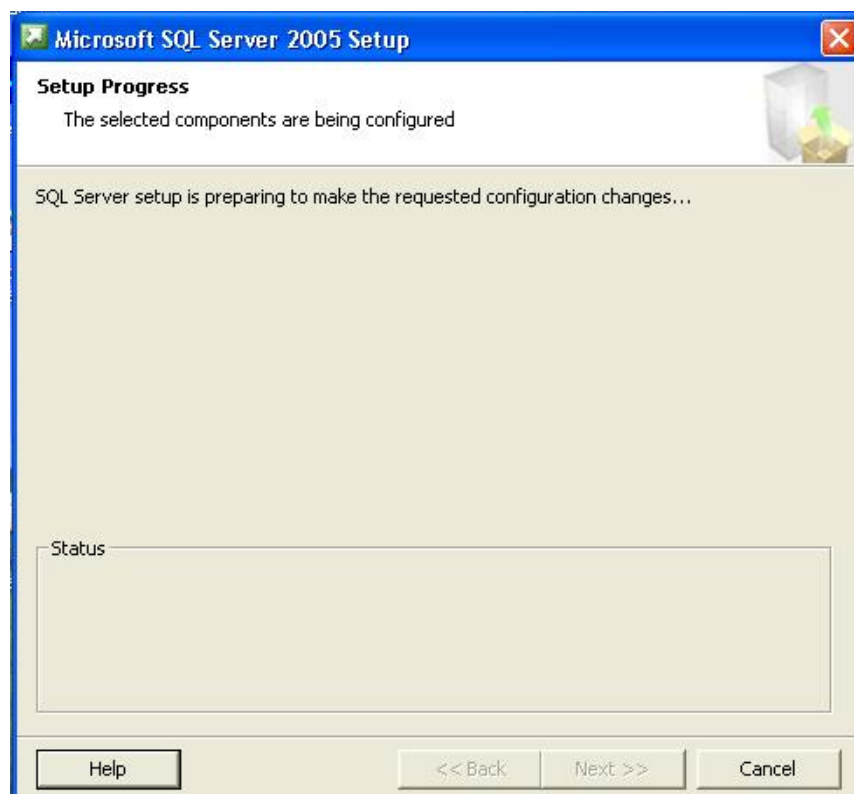 Microsoft SQL Server 2005 Setup
Setup Progress
The selected components are being configured
SQL Server setup is preparing to make the requested configuration changes...
Status
Help
<< Back
Next >>
Cancel